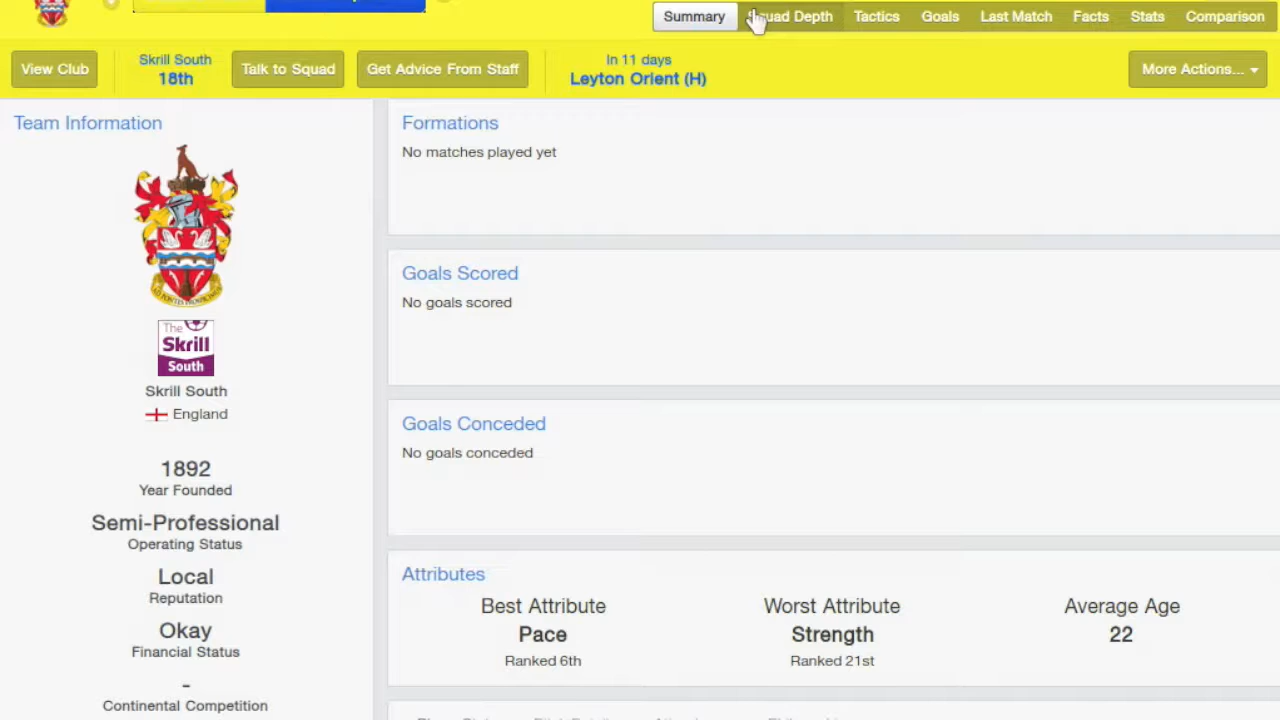 Summary
Squad Depth
Tactics
Goals
Last Match
Facts
Stats
Comparison
View Club
Skrill South
18th
Talk to Squad
Get Advice From Staff
In 11 days
Leyton Orient (H)
More Actions...
Team Information
The
Skrill
South
Skrill South
England
1892
Year Founded
Semi-Professional
Operating Status
Local
Reputation
Okay
Financial Status
-
Continental Competition
Formations
No matches played yet
Goals Scored
No goals scored
Goals Conceded
No goals conceded
Attributes
Best Attribute
Pace
Ranked 6th
Worst Attribute
Strength
Ranked 21st
Average Age
22